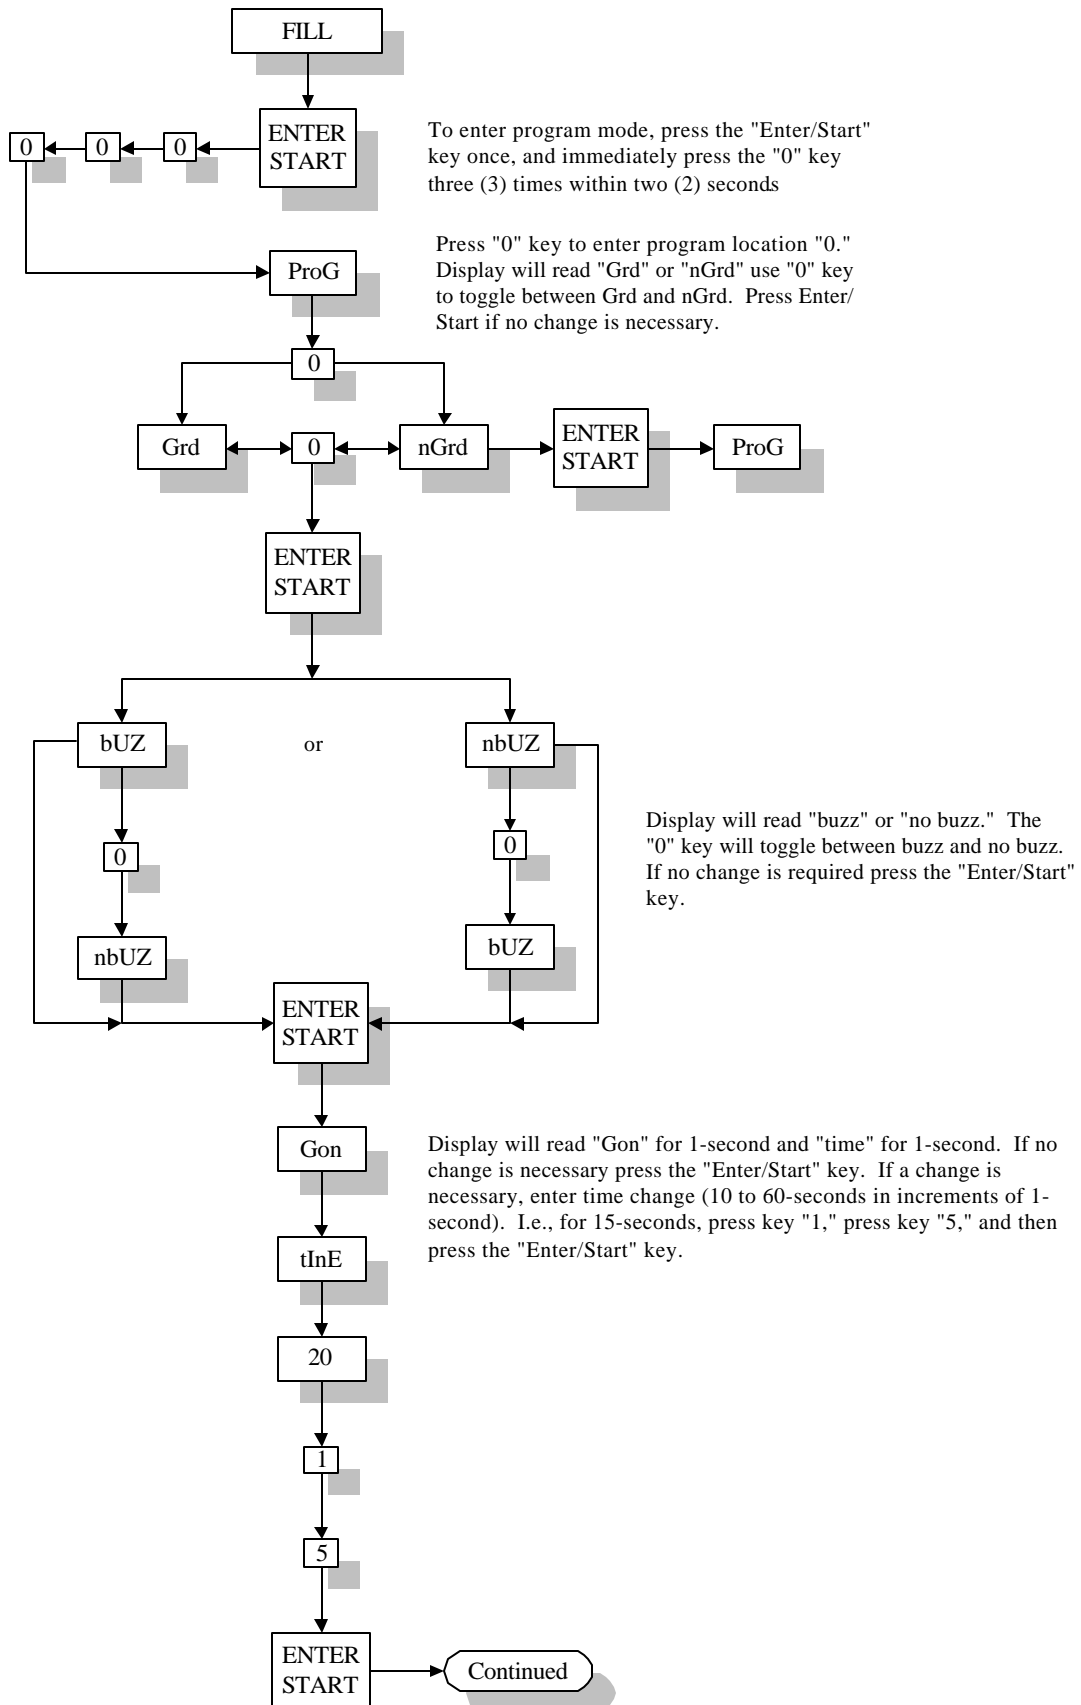 FILL
ENTER
START
0
0
0
To enter program mode, press the "Enter/Start"
key once, and immediately press the "0" key
three (3) times within two (2) seconds
ProG
Press "0" key to enter program location "0."
Display will read "Grd" or "nGrd" use "0" key
to toggle between Grd and nGrd.  Press Enter/
Start if no change is necessary.
0
Grd
0
nGrd
ENTER
START
ProG
ENTER
START
bUZ
or
nbUZ
0
0
nbUZ
bUZ
Display will read "buzz" or "no buzz."  The
"0" key will toggle between buzz and no buzz.
If no change is required press the "Enter/Start"
key.
ENTER
START
Gon
Display will read "Gon" for 1-second and "time" for 1-second.  If no
change is necessary press the "Enter/Start" key.  If a change is
necessary, enter time change (10 to 60-seconds in increments of 1-
second).  I.e., for 15-seconds, press key "1," press key "5," and then
press the "Enter/Start" key.
tInE
20
1
5
ENTER
START
Continued